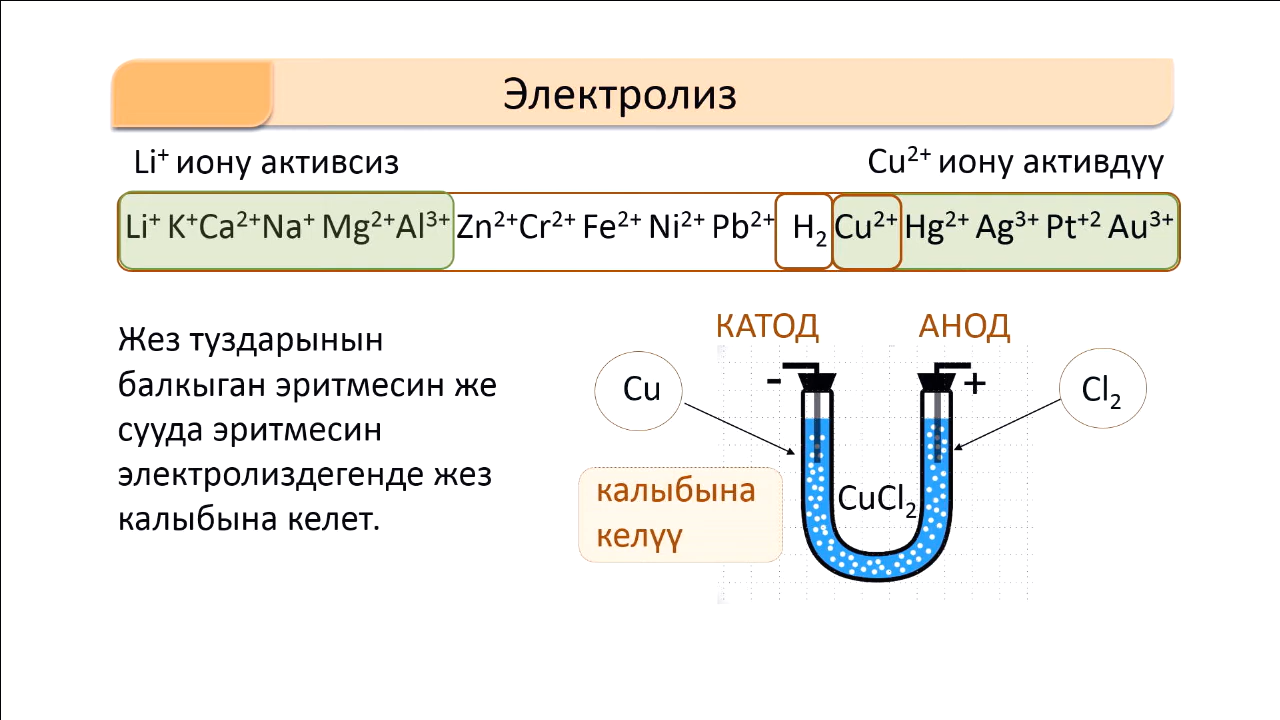 Электролиз
Li⁺ иону активсиз
Cu²⁺ иону активдүү
Li⁺ K⁺Ca²⁺Na⁺ Mg²⁺Al³⁺ Zn²⁺Cr²⁺ Fe²⁺ Ni²⁺ Pb²⁺ H₂ Cu²⁺ Hg²⁺ Ag³⁺ Pt⁺² Au³⁺
Жез туздарынын
балкыган эритмесин же
сууда эритмесин
электролиздегенде жез
калыбына келет.
КАТОД
АНОД
-
+
Cu
Cl₂
калыбына
келүү
CuCl₂